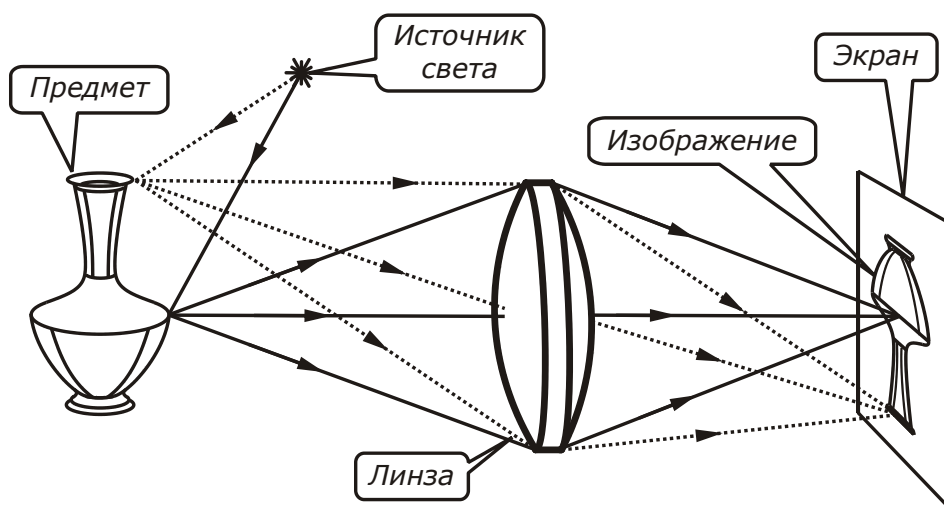 Источник
света
Экран
Предмет
Изображение
Линза